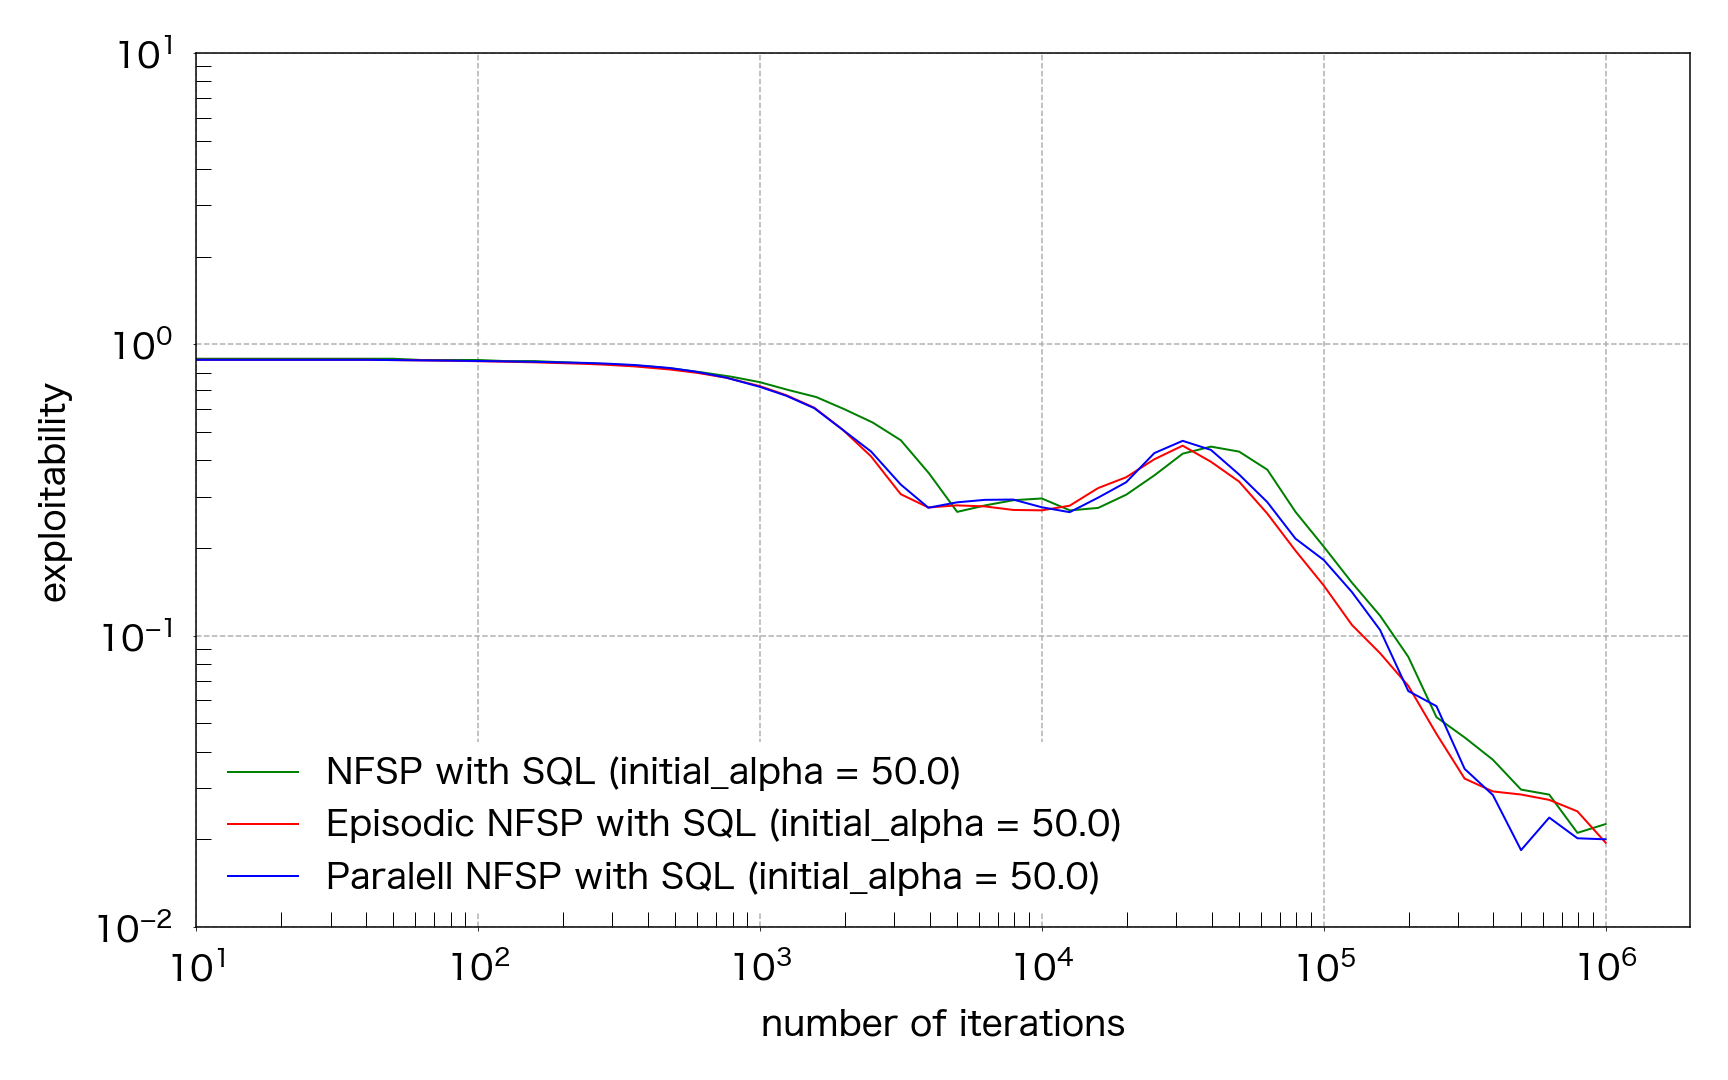 10¹
10⁰
10⁻¹
10⁻²
exploitability
NFSP with SQL (initial_alpha = 50.0)
Episodic NFSP with SQL (initial_alpha = 50.0)
Paralell NFSP with SQL (initial_alpha = 50.0)
10¹ 10² 10³ 10⁴ 10⁵ 10⁶
number of iterations